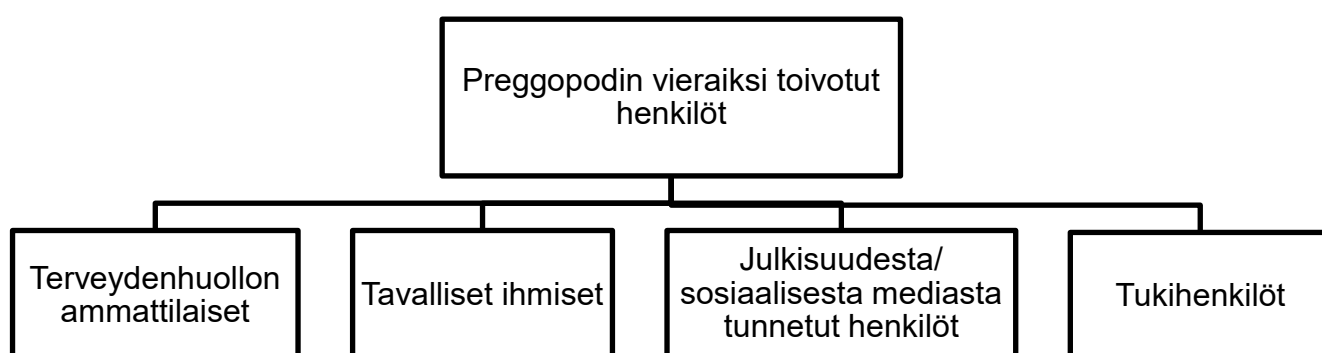 Preggopodin vieraiksi toivotut
henkilöt
Terveydenhuollon
ammattilaiset
Tavalliset ihmiset
Julkisuudesta/
sosiaalisesta mediasta
tunnetut henkilöt
Tukihenkilöt